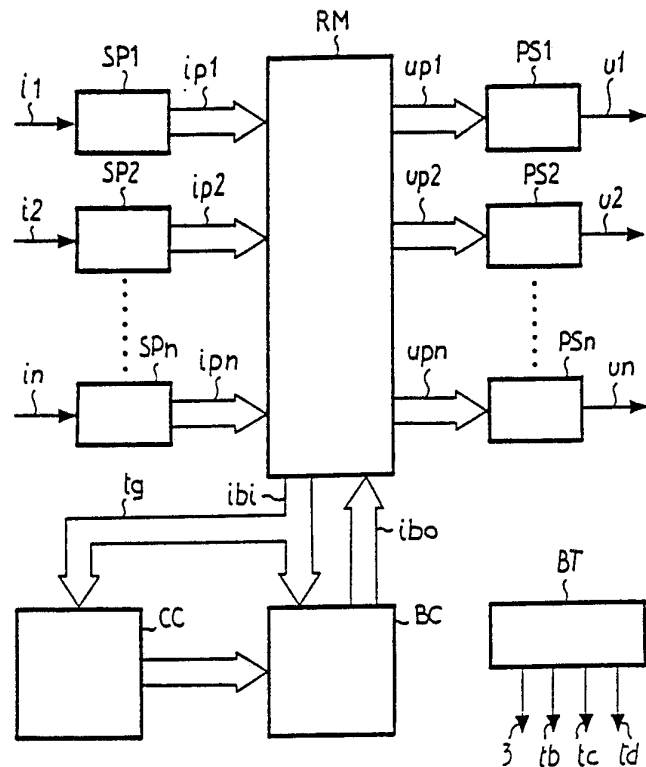 RM
SP1 ip1 up1 PS1
i1 u1
SP2 ip2 up2 PS2
i2 u2
SPn ipn upn PSn
in un
tg ibi ibo
CC BC BT
3 tb tc td